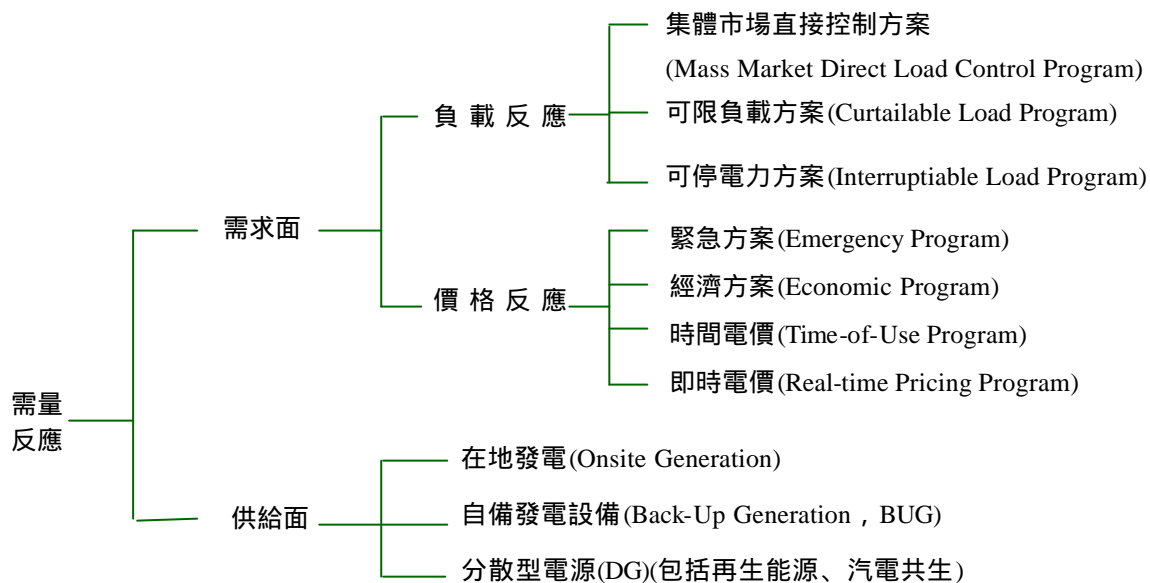 集體市場直接控制方案
(Mass Market Direct Load Control Program)
負載反應
可限負載方案(Curtailable Load Program)
可停電力方案(Interruptiable Load Program)
需求面
緊急方案(Emergency Program)
經濟方案(Economic Program)
價格反應
時間電價(Time-of-Use Program)
即時電價(Real-time Pricing Program)
需量
反應
在地發電(Onsite Generation)
供給面
自備發電設備(Back-Up Generation，BUG)
分散型電源(DG)(包括再生能源、汽電共生)